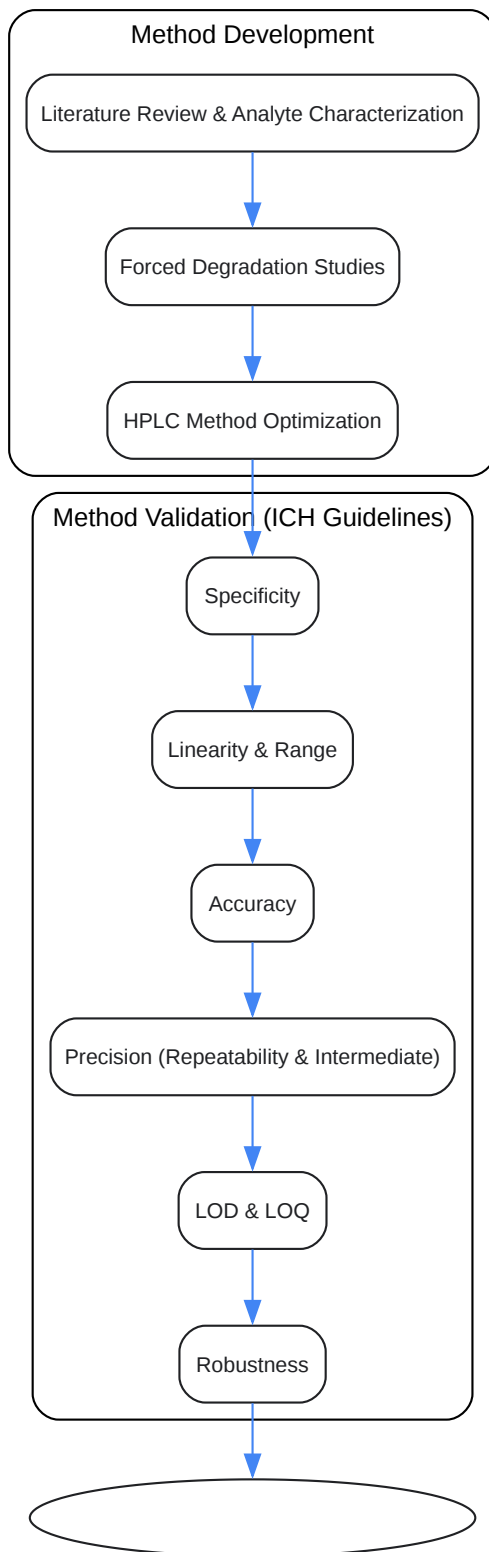 Method Development
Literature Review & Analyte Characterization
Forced Degradation Studies
HPLC Method Optimization
Method Validation (ICH Guidelines)
Specificity
Linearity & Range
Accuracy
Precision (Repeatability & Intermediate)
LOD & LOQ
Robustness